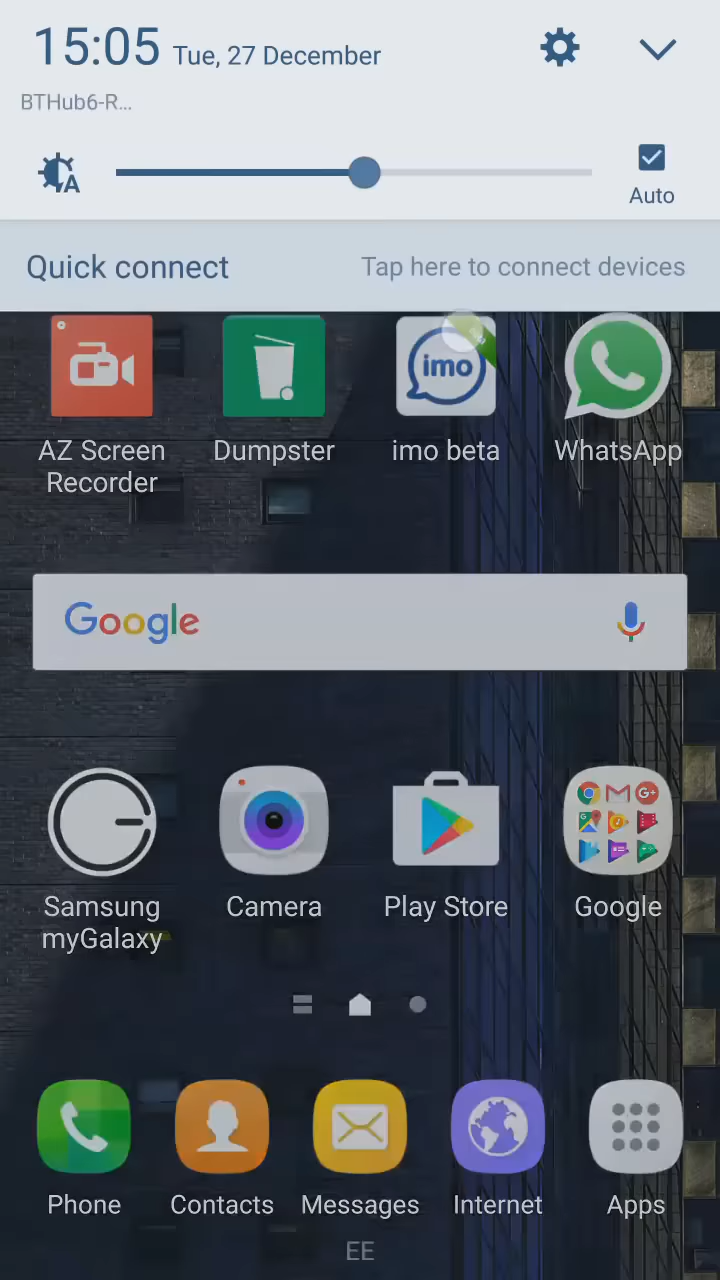 15:05 Tue, 27 December
BTHub6-R...
A
Auto
Quick connect Tap here to connect devices
imo
AZ Screen Recorder
Dumpster
imo beta
WhatsApp
Google
Samsung myGalaxy
Camera
Play Store
Google
Phone
Contacts
Messages
Internet
Apps
EE